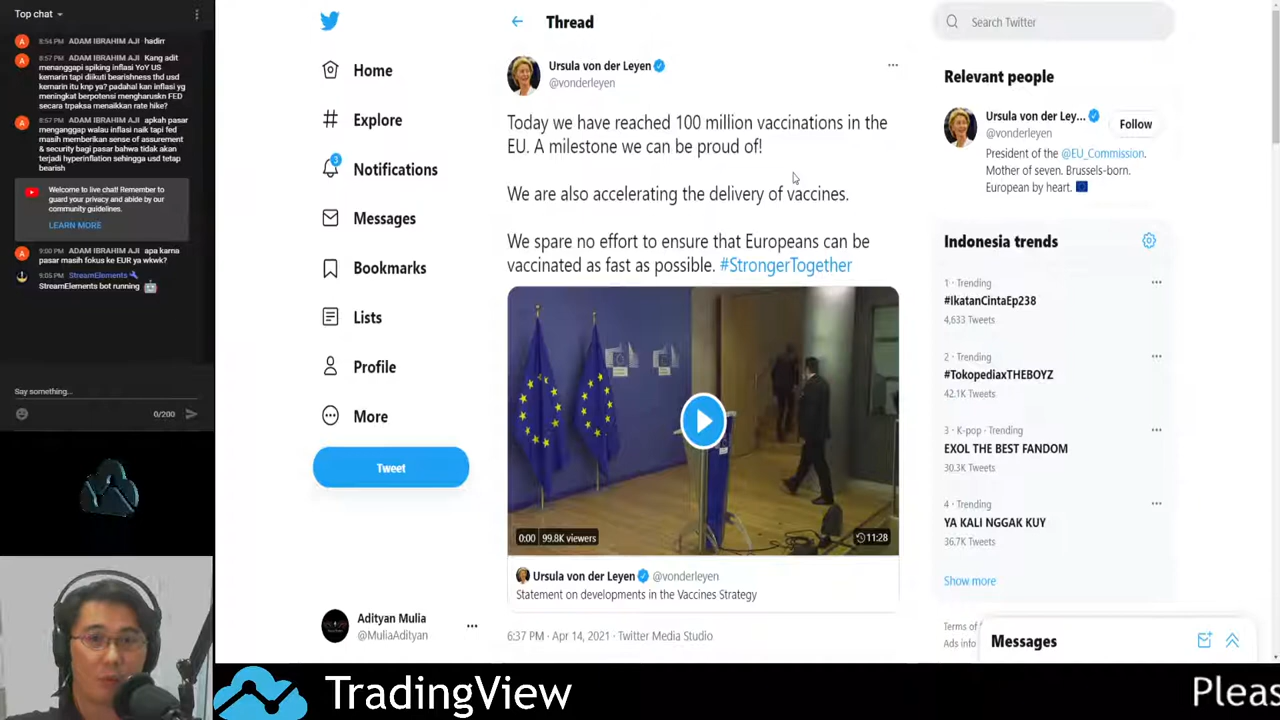 Top chat
8:54 PM ADAM IBRAHIM AJI hadirr
8:57 PM ADAM IBRAHIM AJI Kang adit
menanggapi spiking inflasi YoY US
kemarin tapi diikuti bearishness thd usd
kemarin itu knp ya? padahal kan inflasi yg
meningkat berpotensi mengharuskn FED
secara trpaksa menaikkan rate hike?
8:57 PM ADAM IBRAHIM AJI apkah pasar
menganggap walau inflasi naik tapi fed
masih memberikan sense of assurement
& security bagi pasar bahwa tidak akan
terjadi hyperinflation sehingga usd tetap
bearish
Welcome to live chat! Remember to
guard your privacy and abide by our
community guidelines.
LEARN MORE
9:00 PM ADAM IBRAHIM AJI apa karna
pasar masih fokus ke EUR ya wkwk?
9:05 PM StreamElements
StreamElements bot running
Say something...
0/200
Home
Explore
3
Notifications
Messages
Bookmarks
Lists
Profile
More
Tweet
Adityan Mulia
@MuliaAdityan
Thread
Ursula von der Leyen
@vonderleyen
Today we have reached 100 million vaccinations in the
EU. A milestone we can be proud of!
We are also accelerating the delivery of vaccines.
We spare no effort to ensure that Europeans can be
vaccinated as fast as possible. #StrongerTogether
0:00 99.8K viewers
11:28
Ursula von der Leyen @vonderleyen
Statement on developments in the Vaccines Strategy
6:37 PM · Apr 14, 2021 · Twitter Media Studio
Search Twitter
Relevant people
Ursula von der Ley...
@vonderleyen
Follow
President of the @EU_Commission.
Mother of seven. Brussels-born.
European by heart.
Indonesia trends
1 · Trending
#IkatanCintaEp238
4,633 Tweets
2 · Trending
#TokopediaxTHEBOYZ
42.1K Tweets
3 · K-pop · Trending
EXOL THE BEST FANDOM
30.3K Tweets
4 · Trending
YA KALI NGGAK KUY
36.7K Tweets
Show more
Terms of
Ads info
Messages
TradingView
Pleas